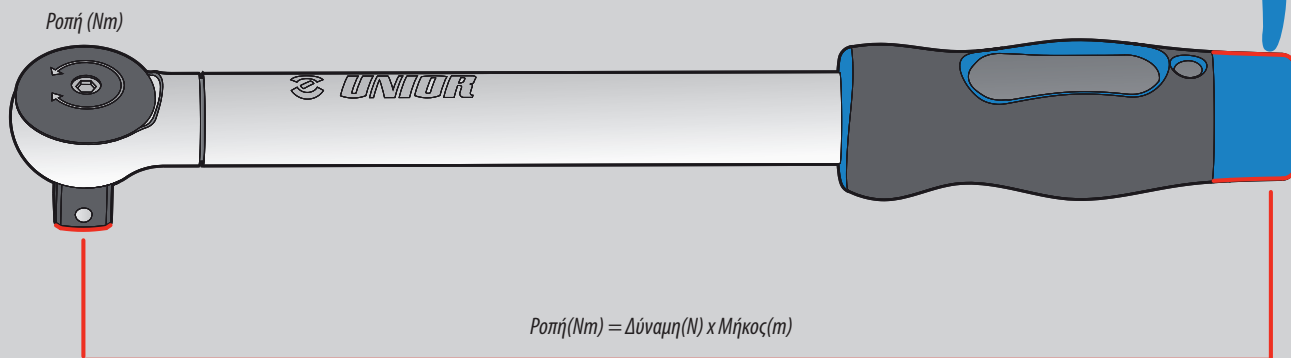 Ροπή (Nm)
UNIOR
Ροπή(Nm) = Δύναμη(N) x Μήκος(m)